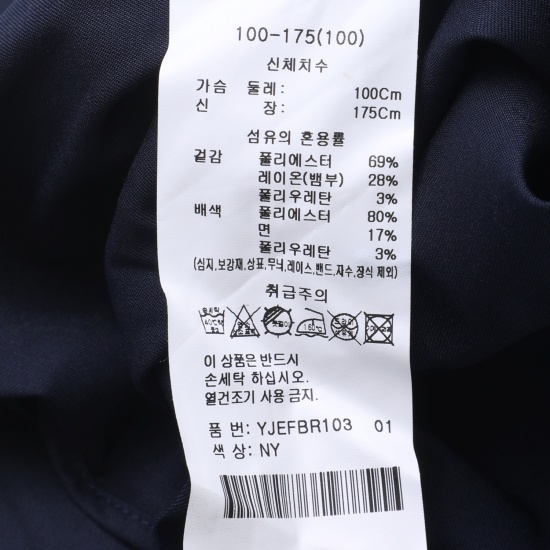 100-175(100)
신체치수
가슴 둘레: 100Cm
신 장: 175Cm
섬유의 혼용률
겉감 폴리에스터 69%
레이온(뱀부) 28%
폴리우레탄 3%
배색 폴리에스터 80%
면 17%
폴리우레탄 3%
(심지,보강재,상표,무늬,레이스,밴드,자수,장식 제외)
취급주의
40℃
이 상품은 반드시
손세탁 하십시오.
열건조기 사용 금지.
품 번: YJEFBR103 01
색 상: NY